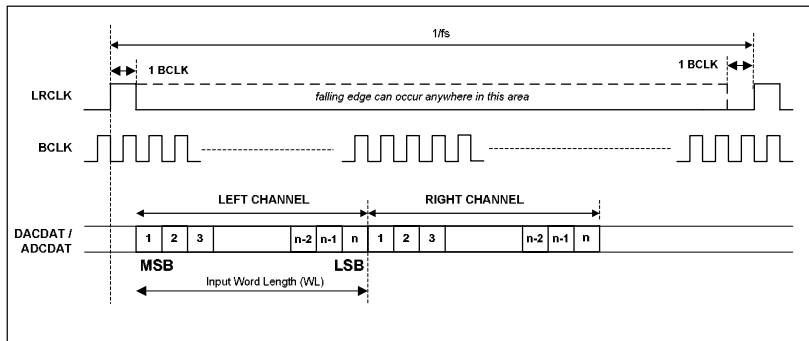 1/fs
1 BCLK
1 BCLK
LRCLK
falling edge can occur anywhere in this area
BCLK
LEFT CHANNEL
RIGHT CHANNEL
DACDAT /
ADCDAT
1 2 3 n-2 n-1 n 1 2 3 n-2 n-1 n
MSB
LSB
Input Word Length (WL)